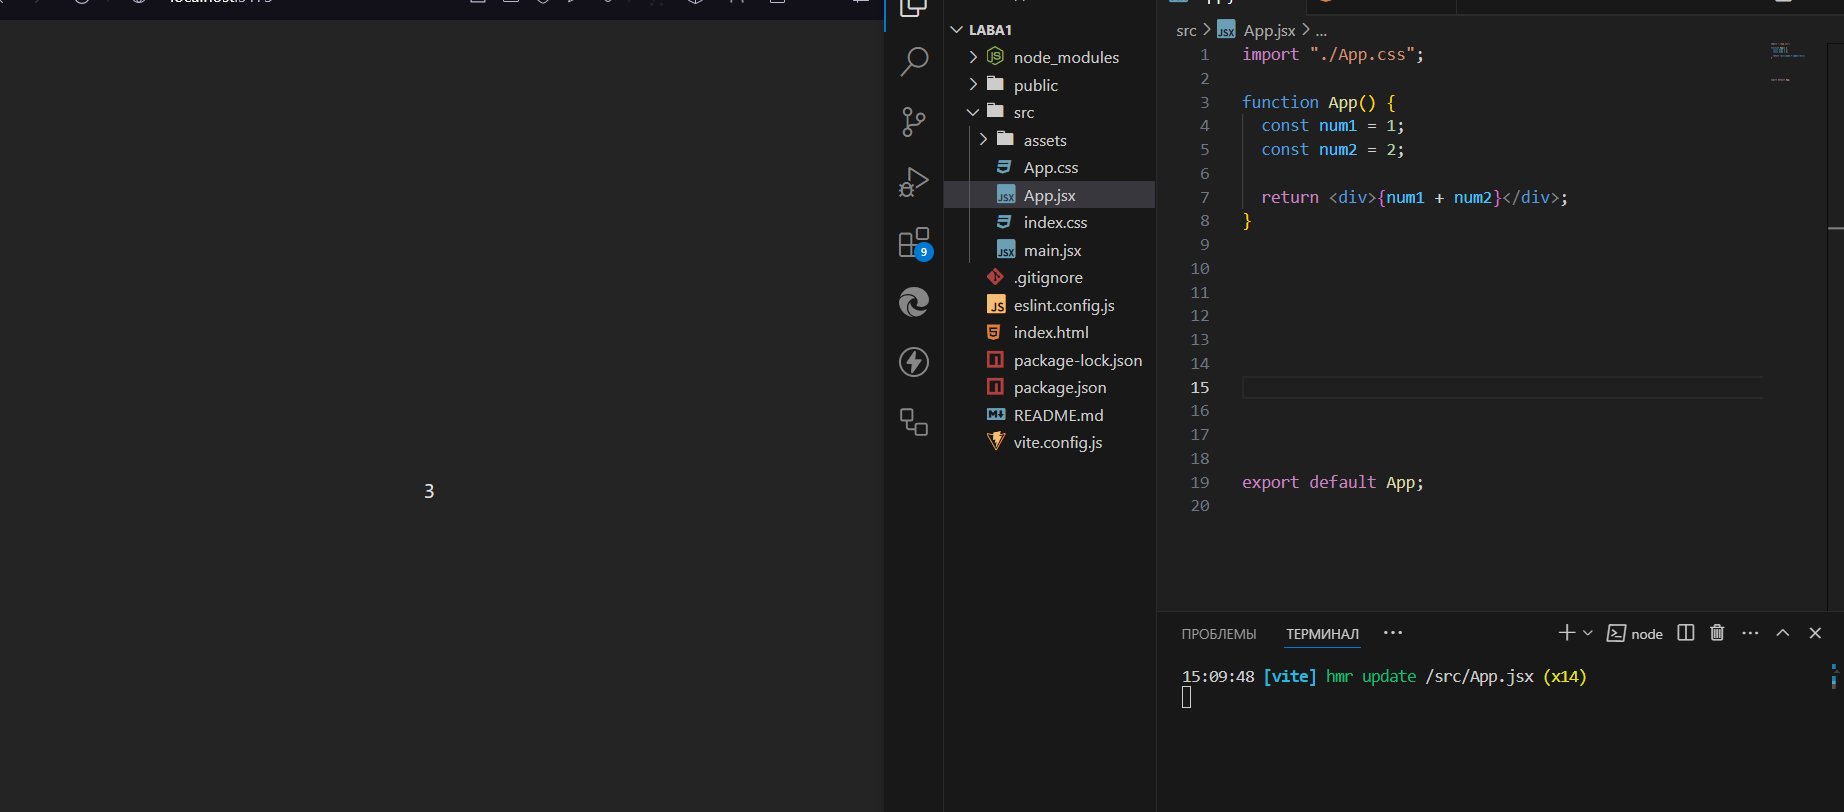 3
LABA1
node_modules
public
src
assets
App.css
App.jsx
index.css
main.jsx
.gitignore
eslint.config.js
index.html
package-lock.json
package.json
README.md
vite.config.js
9
src > App.jsx > ...
1 import "./App.css";
2
3 function App() {
4 const num1 = 1;
5 const num2 = 2;
6
7 return <div>{num1 + num2}</div>;
8 }
9
10
11
12
13
14
15
16
17
18
19 export default App;
20
ПРОБЛЕМЫ ТЕРМИНАЛ ···
node
15:09:48 [vite] hmr update /src/App.jsx (x14)